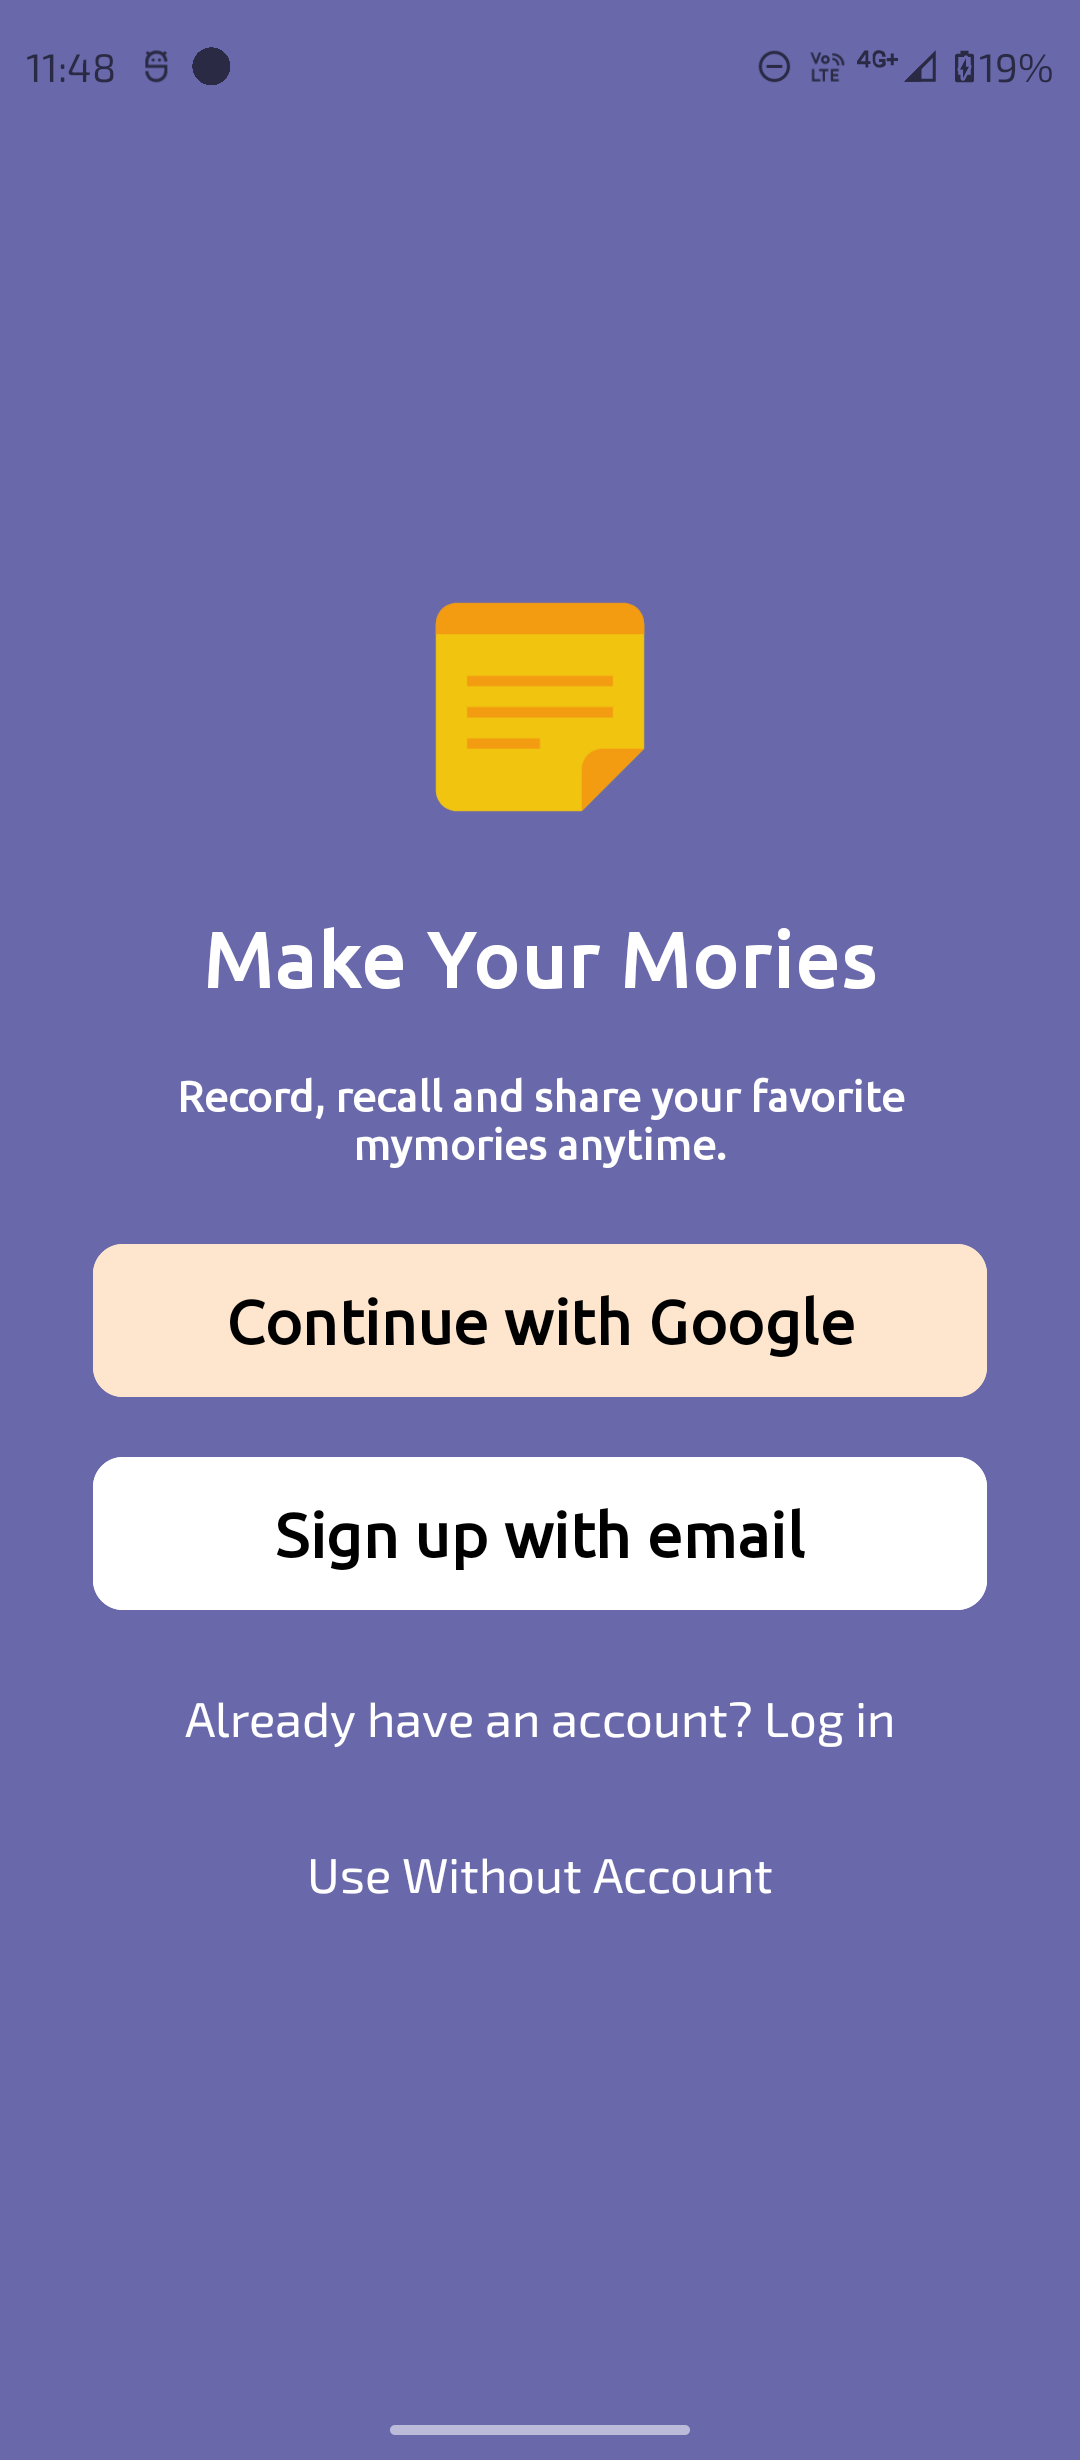 11:48 Vo LTE 4G+ 19%
Make Your Mories
Record, recall and share your favorite
mymories anytime.
Continue with Google
Sign up with email
Already have an account? Log in
Use Without Account